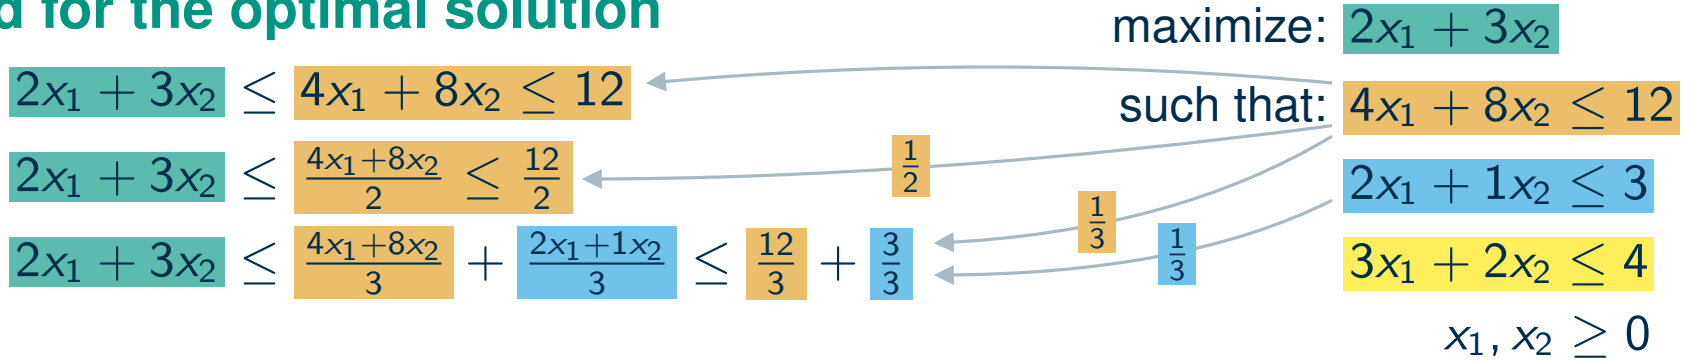 d for the optimal solution
2x₁ + 3x₂ ≤ 4x₁ + 8x₂ ≤ 12
2x₁ + 3x₂ ≤ (4x₁+8x₂)/2 ≤ 12/2
2x₁ + 3x₂ ≤ (4x₁+8x₂)/3 + (2x₁+1x₂)/3 ≤ 12/3 + 3/3
1/2
1/3
1/3
maximize: 2x₁ + 3x₂
such that: 4x₁ + 8x₂ ≤ 12
2x₁ + 1x₂ ≤ 3
3x₁ + 2x₂ ≤ 4
x₁, x₂ ≥ 0